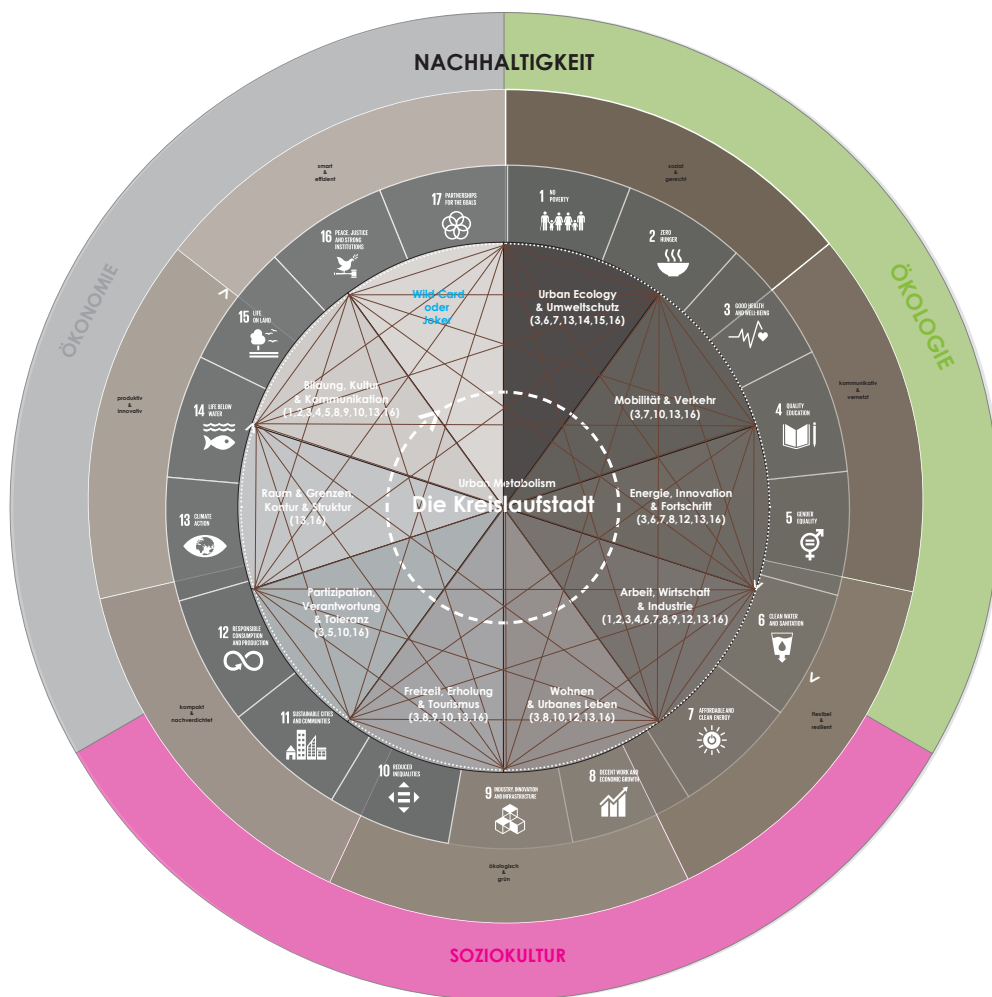 NACHHALTIGKEIT
ÖKOLOGIE
SOZIOKULTUR
ÖKONOMIE
sozial
&
gerecht
kommunikativ
&
vernetzt
flexibel
&
resilient
ökologisch
&
grün
kompakt
&
nachverdichtet
produktiv
&
innovativ
smart
&
effizient
1 NO
POVERTY
2 ZERO
HUNGER
3 GOOD HEALTH
AND WELL-BEING
4 QUALITY
EDUCATION
5 GENDER
EQUALITY
6 CLEAN WATER
AND SANITATION
7 AFFORDABLE AND
CLEAN ENERGY
8 DECENT WORK AND
ECONOMIC GROWTH
9 INDUSTRY, INNOVATION
AND INFRASTRUCTURE
10 REDUCED
INEQUALITIES
11 SUSTAINABLE CITIES
AND COMMUNITIES
12 RESPONSIBLE
CONSUMPTION
AND PRODUCTION
13 CLIMATE
ACTION
14 LIFE BELOW
WATER
15 LIFE
ON LAND
16 PEACE, JUSTICE
AND STRONG
INSTITUTIONS
17 PARTNERSHIPS
FOR THE GOALS
Urban Ecology
& Umweltschutz
(3,6,7,13,14,15,16)
Mobilität & Verkehr
(3,7,10,13,16)
Energie, Innovation
& Fortschritt
(3,6,7,8,12,13,16)
Arbeit, Wirtschaft
& Industrie
(1,2,3,4,6,7,8,9,12,13,16)
Wohnen
& Urbanes Leben
(3,8,10,12,13,16)
Freizeit, Erholung
& Tourismus
(3,8,9,10,13,16)
Partizipation,
Verantwortung
& Toleranz
(3,5,10,16)
Raum & Grenzen,
Kontur & Struktur
(13,16)
Bildung, Kultur
& Kommunikation
(1,2,3,4,5,8,9,10,13,16)
Wild Card
oder
Joker
Urban Metabolism
Die Kreislaufstadt